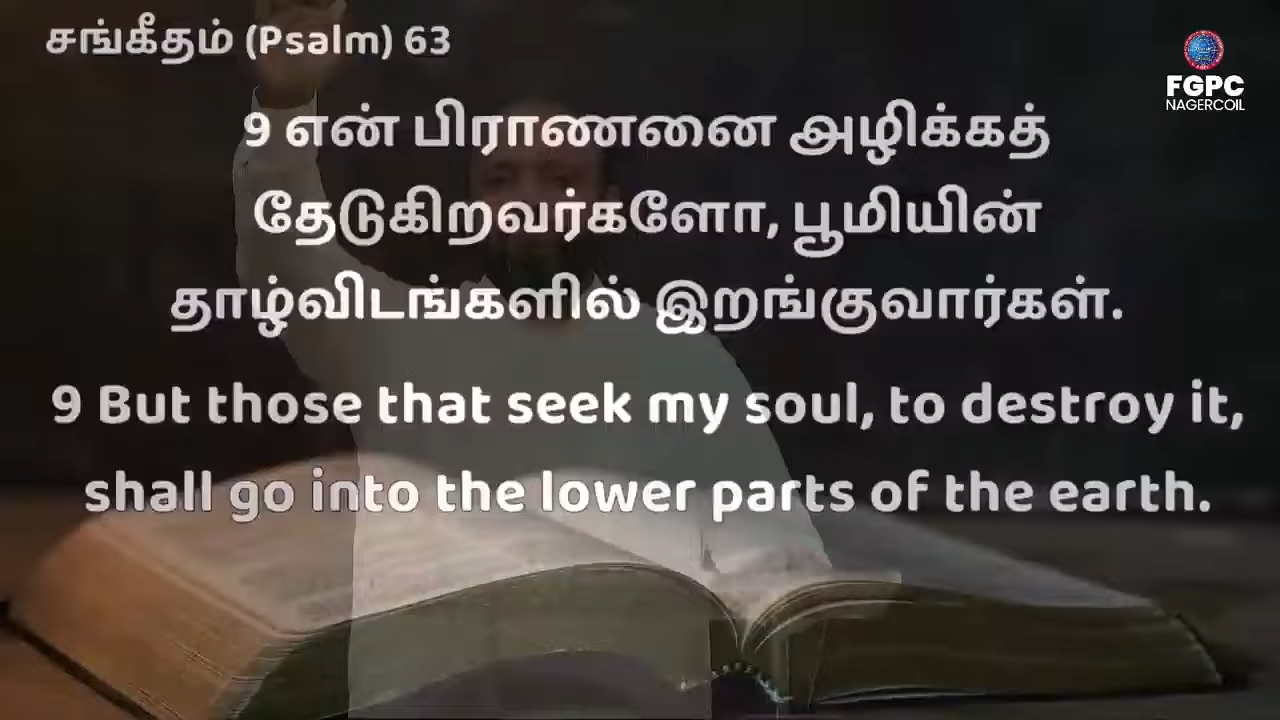 சங்கீதம் (Psalm) 63
FGPC
NAGERCOIL
9 என் பிராணனை அழிக்கத்
தேடுகிறவர்களோ, பூமியின்
தாழ்விடங்களில் இறங்குவார்கள்.
9 But those that seek my soul, to destroy it,
shall go into the lower parts of the earth.